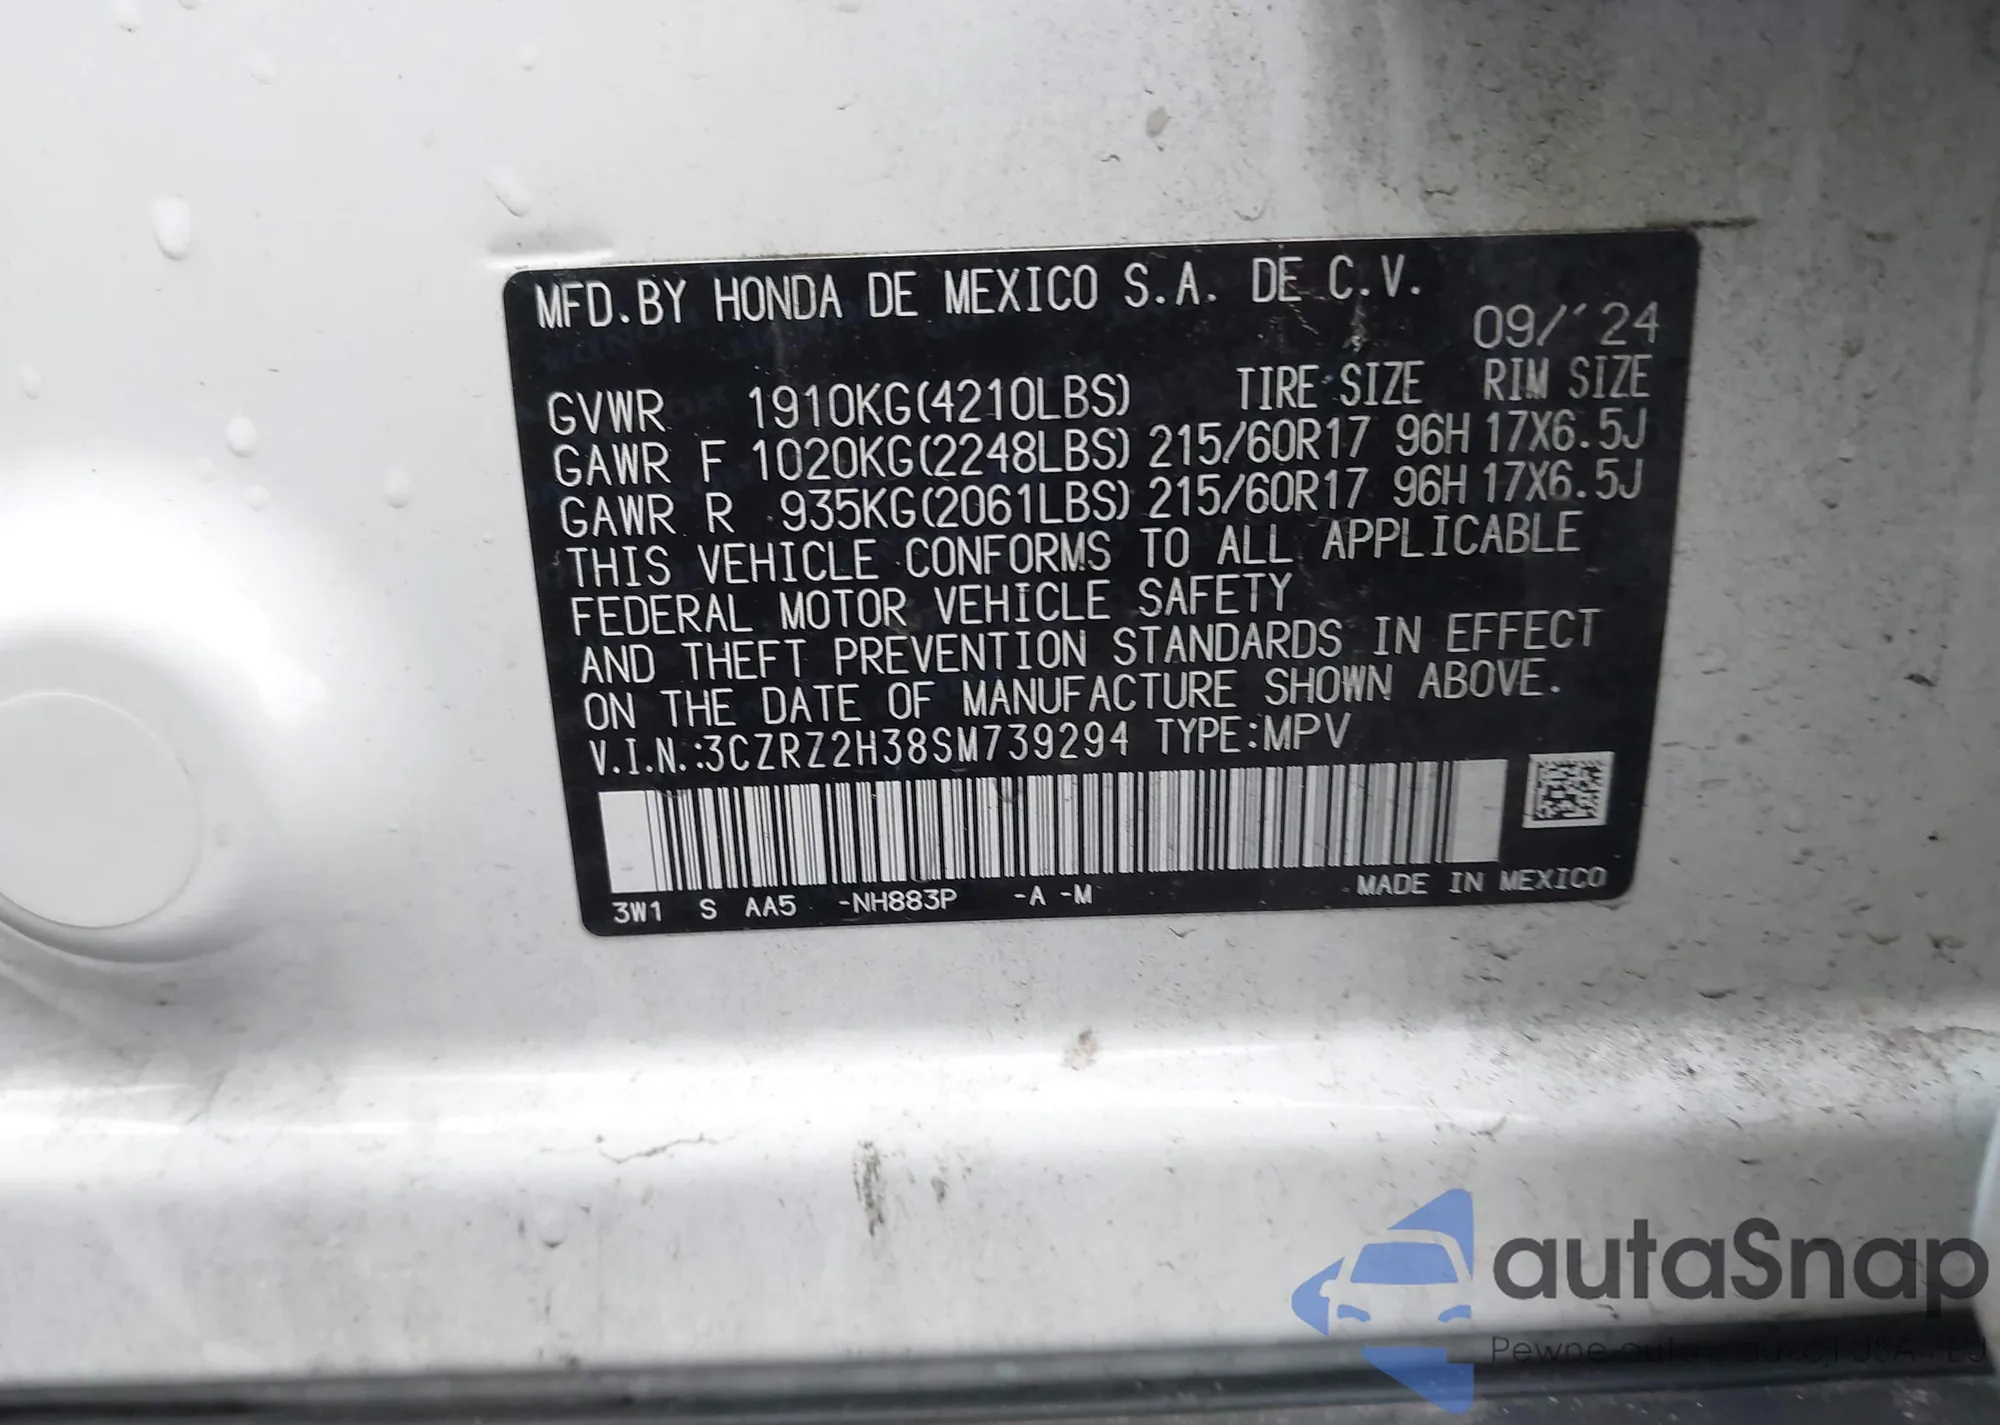 MFD.BY HONDA DE MEXICO S.A. DE C.V.
09/'24
GVWR 1910KG(4210LBS) TIRE SIZE RIM SIZE
GAWR F 1020KG(2248LBS) 215/60R17 96H 17X6.5J
GAWR R 935KG(2061LBS) 215/60R17 96H 17X6.5J
THIS VEHICLE CONFORMS TO ALL APPLICABLE
FEDERAL MOTOR VEHICLE SAFETY
AND THEFT PREVENTION STANDARDS IN EFFECT
ON THE DATE OF MANUFACTURE SHOWN ABOVE.
V.I.N.:3CZRZ2H38SM739294 TYPE:MPV
3W1 S AA5 -NH883P -A -M MADE IN MEXICO
autaSnap
Pewne auta USA